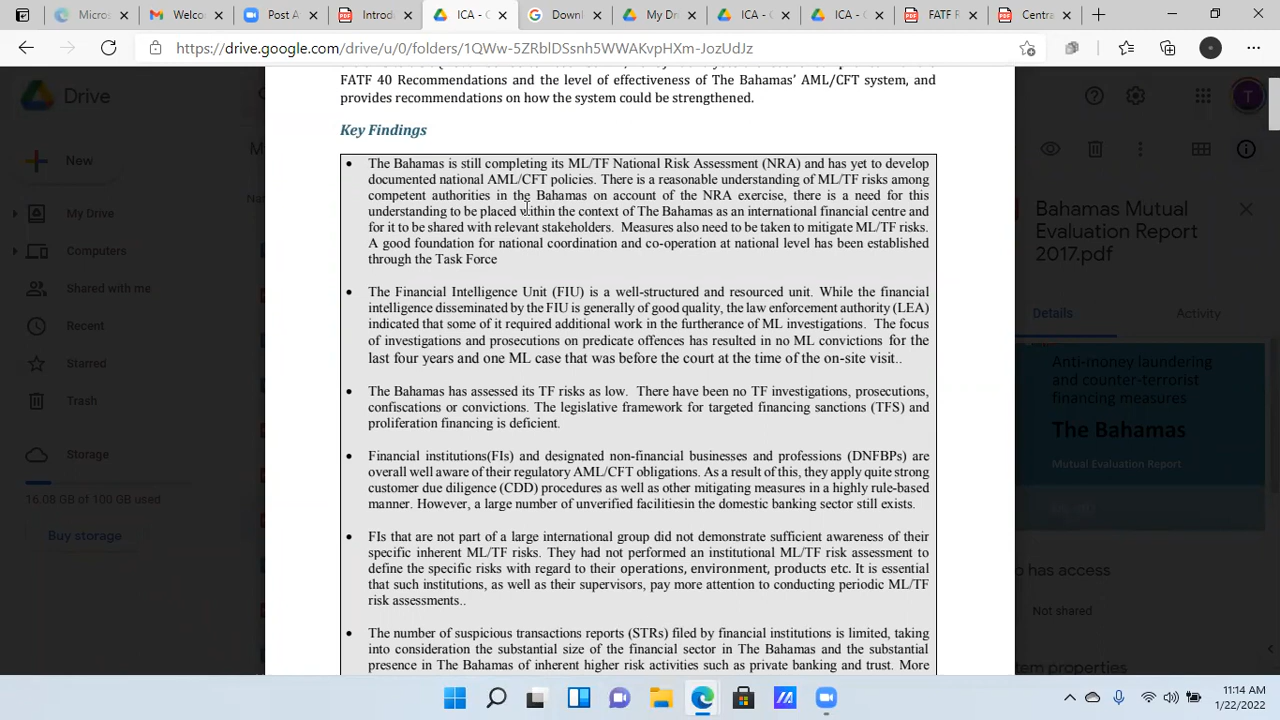 Welco
Past A
Inbox
ICA -
Downl
My Dri
ICA -
ICA -
FATF 4
Centra
https://drive.google.com/drive/u/0/folders/1QWw-5ZRblDSsnh5WWAKvpHXm-JozUdJz
Drive
New
My Drive
Computers
Shared with me
Recent
Starred
Trash
Storage
16.08 GB of 100 GB used
Buy storage
FATF 40 Recommendations and the level of effectiveness of The Bahamas’ AML/CFT system, and
provides recommendations on how the system could be strengthened.
Key Findings
• The Bahamas is still completing its ML/TF National Risk Assessment (NRA) and has yet to develop
documented national AML/CFT policies. There is a reasonable understanding of ML/TF risks among
competent authorities in the Bahamas on account of the NRA exercise, there is a need for this
understanding to be placed within the context of The Bahamas as an international financial centre and
for it to be shared with relevant stakeholders. Measures also need to be taken to mitigate ML/TF risks.
A good foundation for national coordination and co-operation at national level has been established
through the Task Force
• The Financial Intelligence Unit (FIU) is a well-structured and resourced unit. While the financial
intelligence disseminated by the FIU is generally of good quality, the law enforcement authority (LEA)
indicated that some of it required additional work in the furtherance of ML investigations. The focus
of investigations and prosecutions on predicate offences has resulted in no ML convictions for the
last four years and one ML case that was before the court at the time of the on-site visit..
• The Bahamas has assessed its TF risks as low. There have been no TF investigations, prosecutions,
confiscations or convictions. The legislative framework for targeted financing sanctions (TFS) and
proliferation financing is deficient.
• Financial institutions(FIs) and designated non-financial businesses and professions (DNFBPs) are
overall well aware of their regulatory AML/CFT obligations. As a result of this, they apply quite strong
customer due diligence (CDD) procedures as well as other mitigating measures in a highly rule-based
manner. However, a large number of unverified facilitiesin the domestic banking sector still exists.
• FIs that are not part of a large international group did not demonstrate sufficient awareness of their
specific inherent ML/TF risks. They had not performed an institutional ML/TF risk assessment to
define the specific risks with regard to their operations, environment, products etc. It is essential
that such institutions, as well as their supervisors, pay more attention to conducting periodic ML/TF
risk assessments..
• The number of suspicious transactions reports (STRs) filed by financial institutions is limited, taking
into consideration the substantial size of the financial sector in The Bahamas and the substantial
presence in The Bahamas of inherent higher risk activities such as private banking and trust. More
T
Bahamas Mutual
Evaluation Report
2017.pdf
Details
Activity
Anti-money laundering
and counter-terrorist
financing measures
The Bahamas
Mutual Evaluation Report
o has access
Not shared
tem properties
11:14 AM
1/22/2022